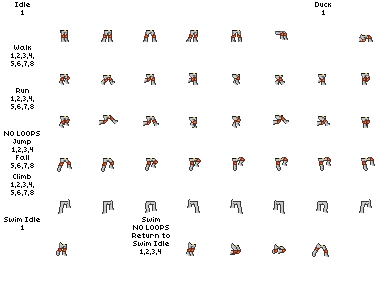 Idle
1,2,3,4
Duck
1
Walk
1,2,3,4,
5,6,7,8
Run
1,2,3,4,
5,6,7,8
NO LOOPS
Jump
1,2,3,4
Fall
5,6,7,8
Climb
1,2,3,4,
5,6,7,8
Swim Idle
1
Swim
NO LOOPS
Return to
Swim Idle
1,2,3,4